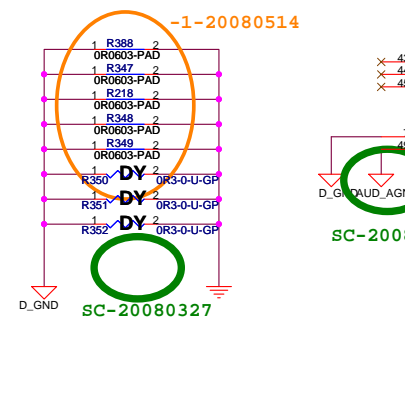 -1-20080514
1 R388 2
0R0603-PAD
1 R347 2
0R0603-PAD
1 R218 2
0R0603-PAD
1 R348 2
0R0603-PAD
1 R349 2
0R0603-PAD
1 DY 2
R350 0R3-0-U-GP
1 DY 2
R351 0R3-0-U-GP
1 DY 2
R352 0R3-0-U-GP
D_GND
SC-20080327
D_GND
AUD_AGN
SC-200